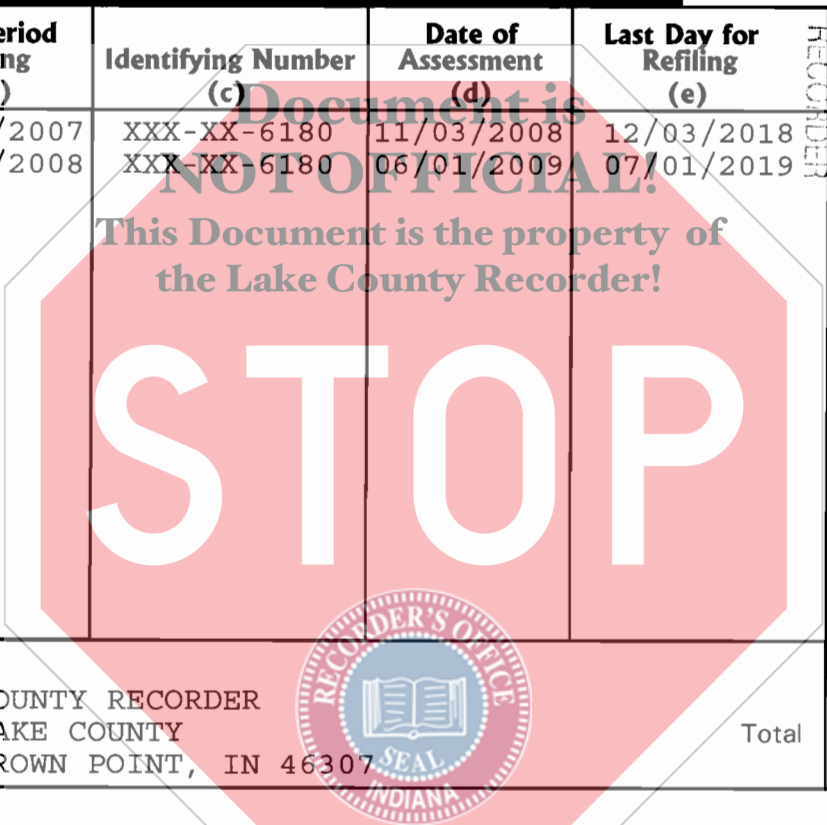 eriod
ng
)
Identifying Number
(c)
Date of
Assessment
(d)
Last Day for
Refiling
(e)
RECORDER
/2007 XXX-XX-6180 11/03/2008 12/03/2018
/2008 XXX-XX-6180 06/01/2009 07/01/2019
Document is
NOT OFFICIAL!
This Document is the property of
the Lake County Recorder!
STOP
OUNTY RECORDER
AKE COUNTY
ROWN POINT, IN 46307
Total
RECORDER'S OFFICE
SEAL
INDIANA